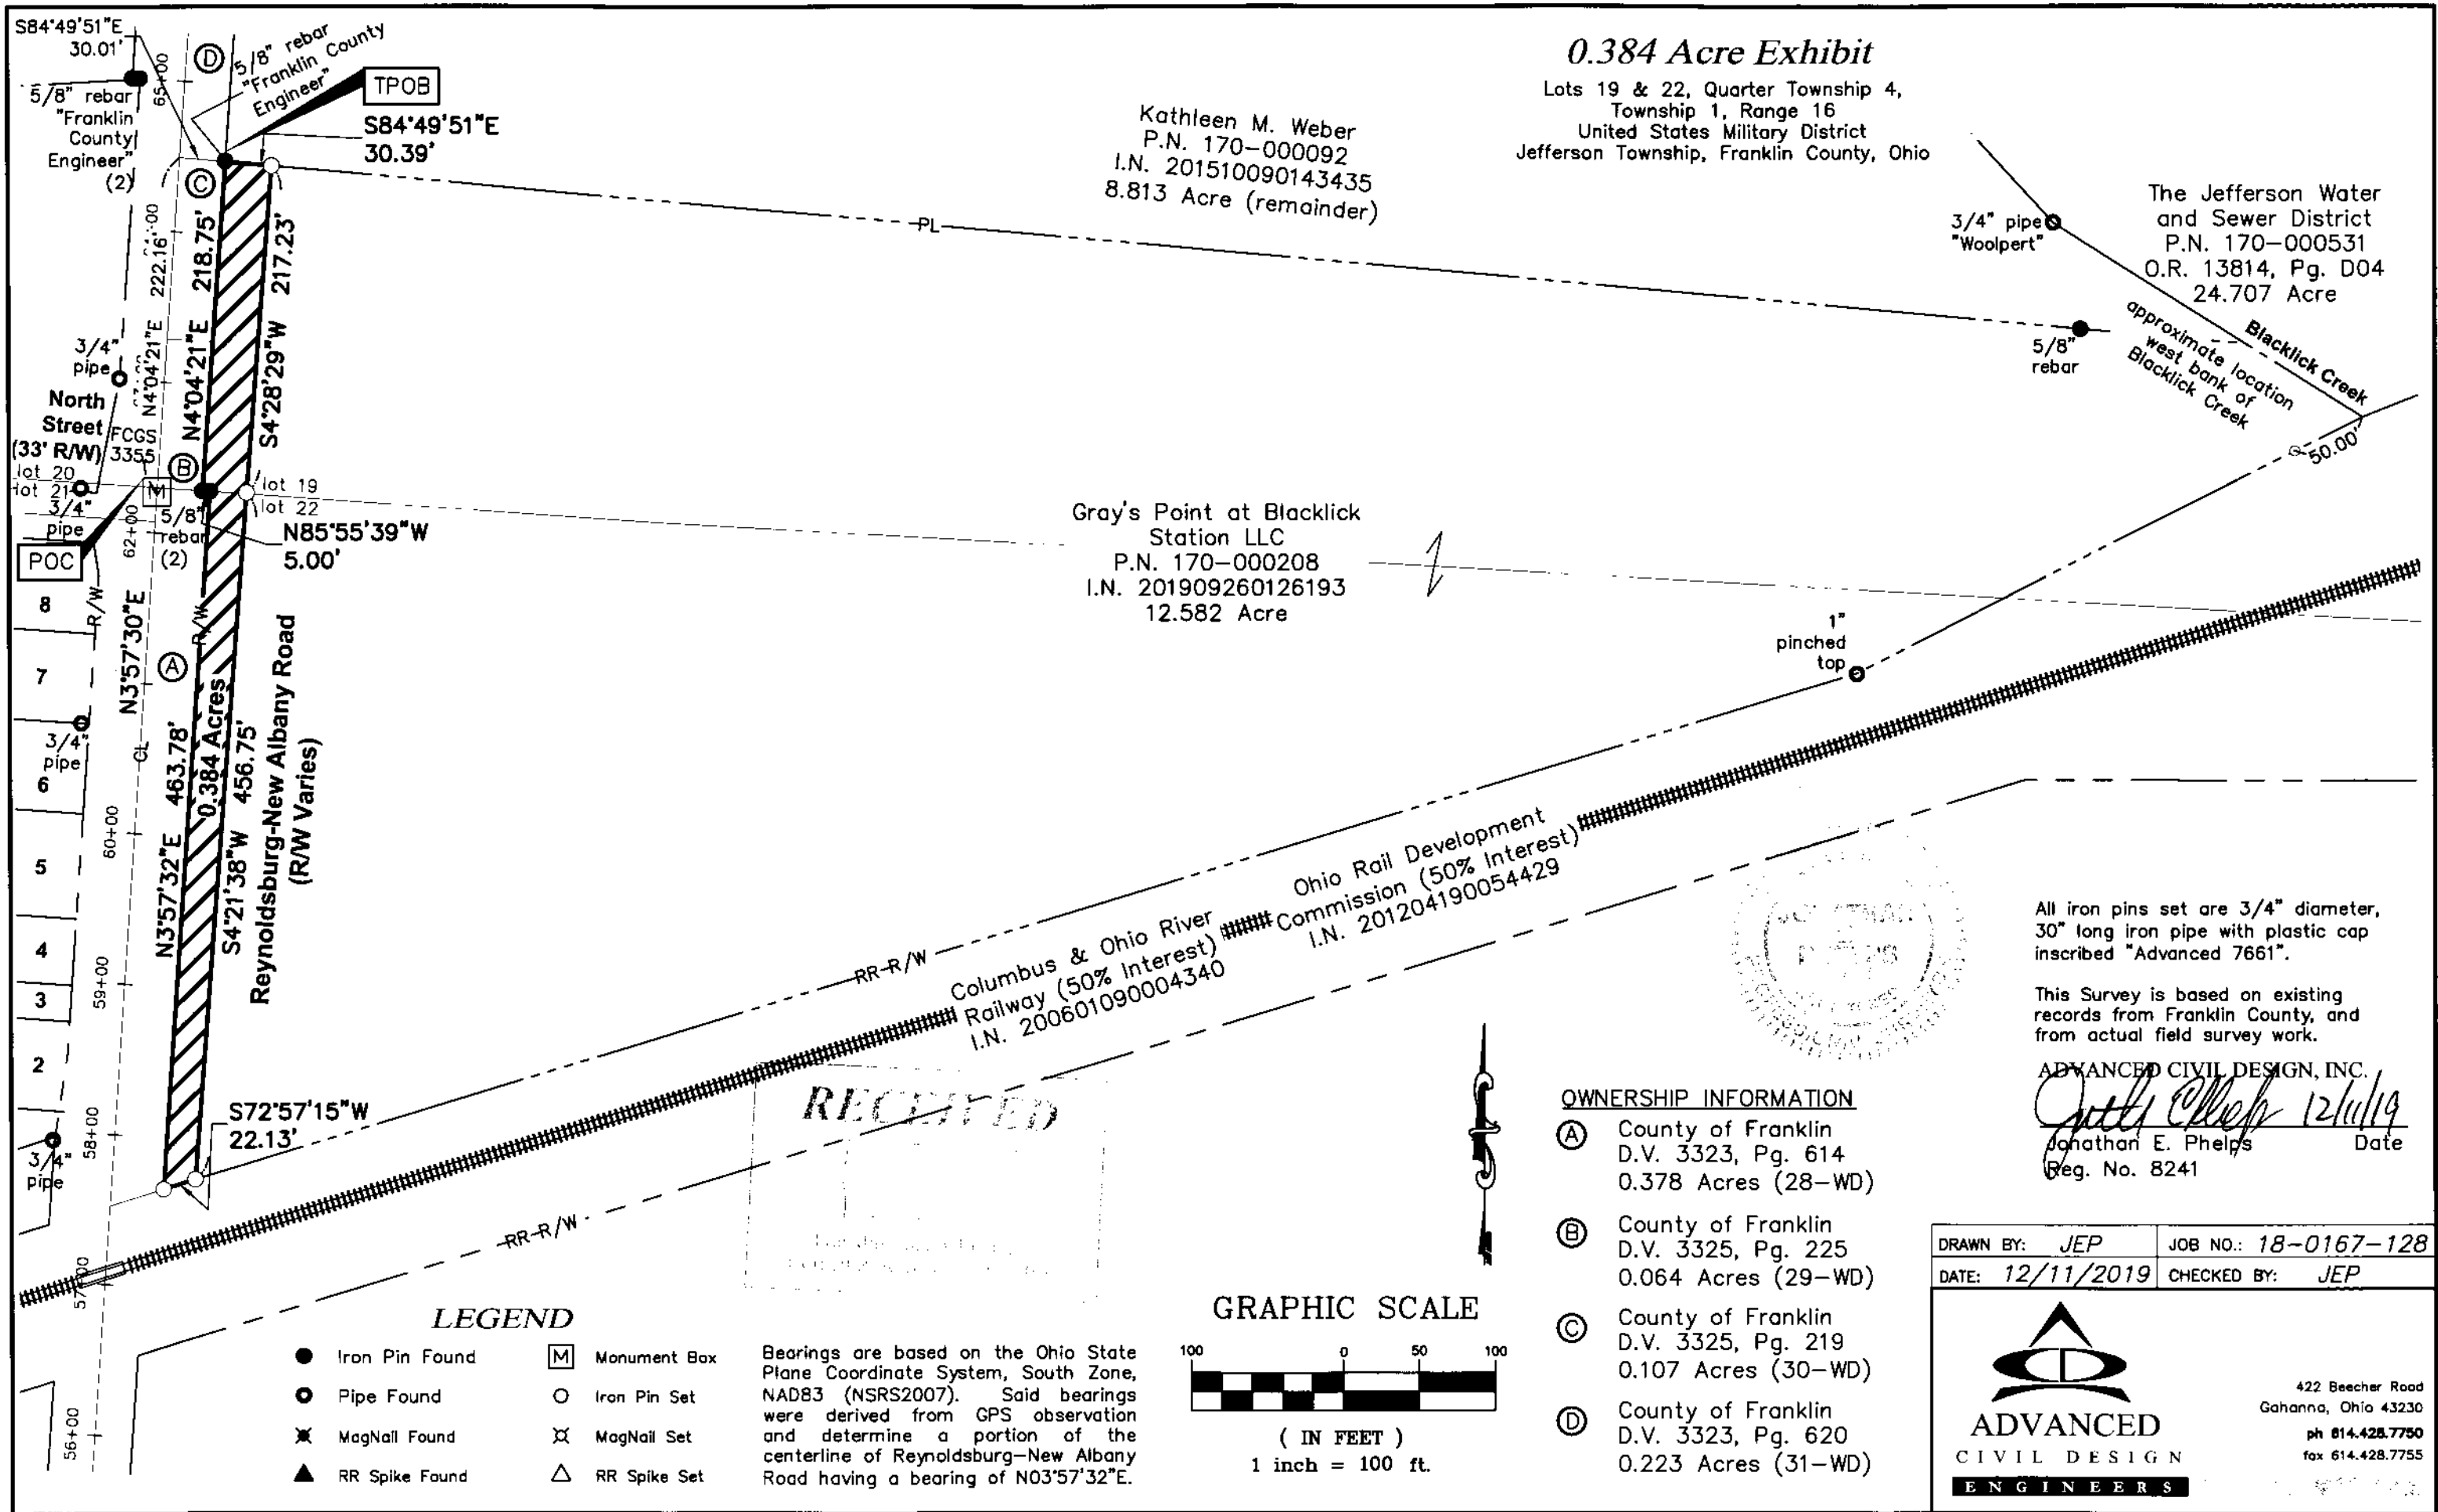 0.384 Acre Exhibit
Lots 19 & 22, Quarter Township 4,
Township 1, Range 16
United States Military District
Jefferson Township, Franklin County, Ohio
S84°49'51"E
30.01'
5/8" rebar
"Franklin
County
Engineer"
(2)
65+00
D
5/8" rebar
"Franklin County
Engineer"
TPOB
S84°49'51"E
30.39'
C
N4°04'21"E 222.16'
N4°04'21"E 218.75'
S4°28'29"W 217.23'
3/4"
pipe
North
Street
(33' R/W)
FCGS
3355
B
lot 20
lot 21
3/4"
pipe
M
lot 19
lot 22
POC
62+00
5/8"
rebar
(2)
N85°55'39"W
5.00'
R/W
R/W
8
7
6
5
4
3
2
N3°57'30"E
CL
A
3/4"
pipe
N3°57'32"E 463.78'
0.384 Acres
S4°21'38"W 456.75'
Reynoldsburg-New Albany Road
(R/W Varies)
60+00
59+00
58+00
3/4"
pipe
S72°57'15"W
22.13'
57+00
56+00
Kathleen M. Weber
P.N. 170-000092
I.N. 201510090143435
8.813 Acre (remainder)
PL
3/4" pipe
"Woolpert"
The Jefferson Water
and Sewer District
P.N. 170-000531
O.R. 13814, Pg. D04
24.707 Acre
5/8"
rebar
approximate location
west bank of
Blacklick Creek
Blacklick Creek
50.00'
Gray's Point at Blacklick
Station LLC
P.N. 170-000208
I.N. 201909260126193
12.582 Acre
1"
pinched
top
RR-R/W
Columbus & Ohio River
Railway (50% Interest)
I.N. 200601090004340
Ohio Rail Development
Commission (50% Interest)
I.N. 201204190054429
RR-R/W
RECEIVED
All iron pins set are 3/4" diameter,
30" long iron pipe with plastic cap
inscribed "Advanced 7661".
This Survey is based on existing
records from Franklin County, and
from actual field survey work.
ADVANCED CIVIL DESIGN, INC.
12/11/19
Jonathan E. Phelps Date
Reg. No. 8241
OWNERSHIP INFORMATION
A County of Franklin
D.V. 3323, Pg. 614
0.378 Acres (28-WD)
B County of Franklin
D.V. 3325, Pg. 225
0.064 Acres (29-WD)
C County of Franklin
D.V. 3325, Pg. 219
0.107 Acres (30-WD)
D County of Franklin
D.V. 3323, Pg. 620
0.223 Acres (31-WD)
LEGEND
Iron Pin Found
Pipe Found
MagNail Found
RR Spike Found
M Monument Box
Iron Pin Set
MagNail Set
RR Spike Set
Bearings are based on the Ohio State
Plane Coordinate System, South Zone,
NAD83 (NSRS2007). Said bearings
were derived from GPS observation
and determine a portion of the
centerline of Reynoldsburg-New Albany
Road having a bearing of N03°57'32"E.
GRAPHIC SCALE
100 0 50 100
( IN FEET )
1 inch = 100 ft.
DRAWN BY: JEP JOB NO.: 18-0167-128
DATE: 12/11/2019 CHECKED BY: JEP
ADVANCED
CIVIL DESIGN
ENGINEERS
422 Beecher Road
Gahanna, Ohio 43230
ph 614.428.7750
fax 614.428.7755